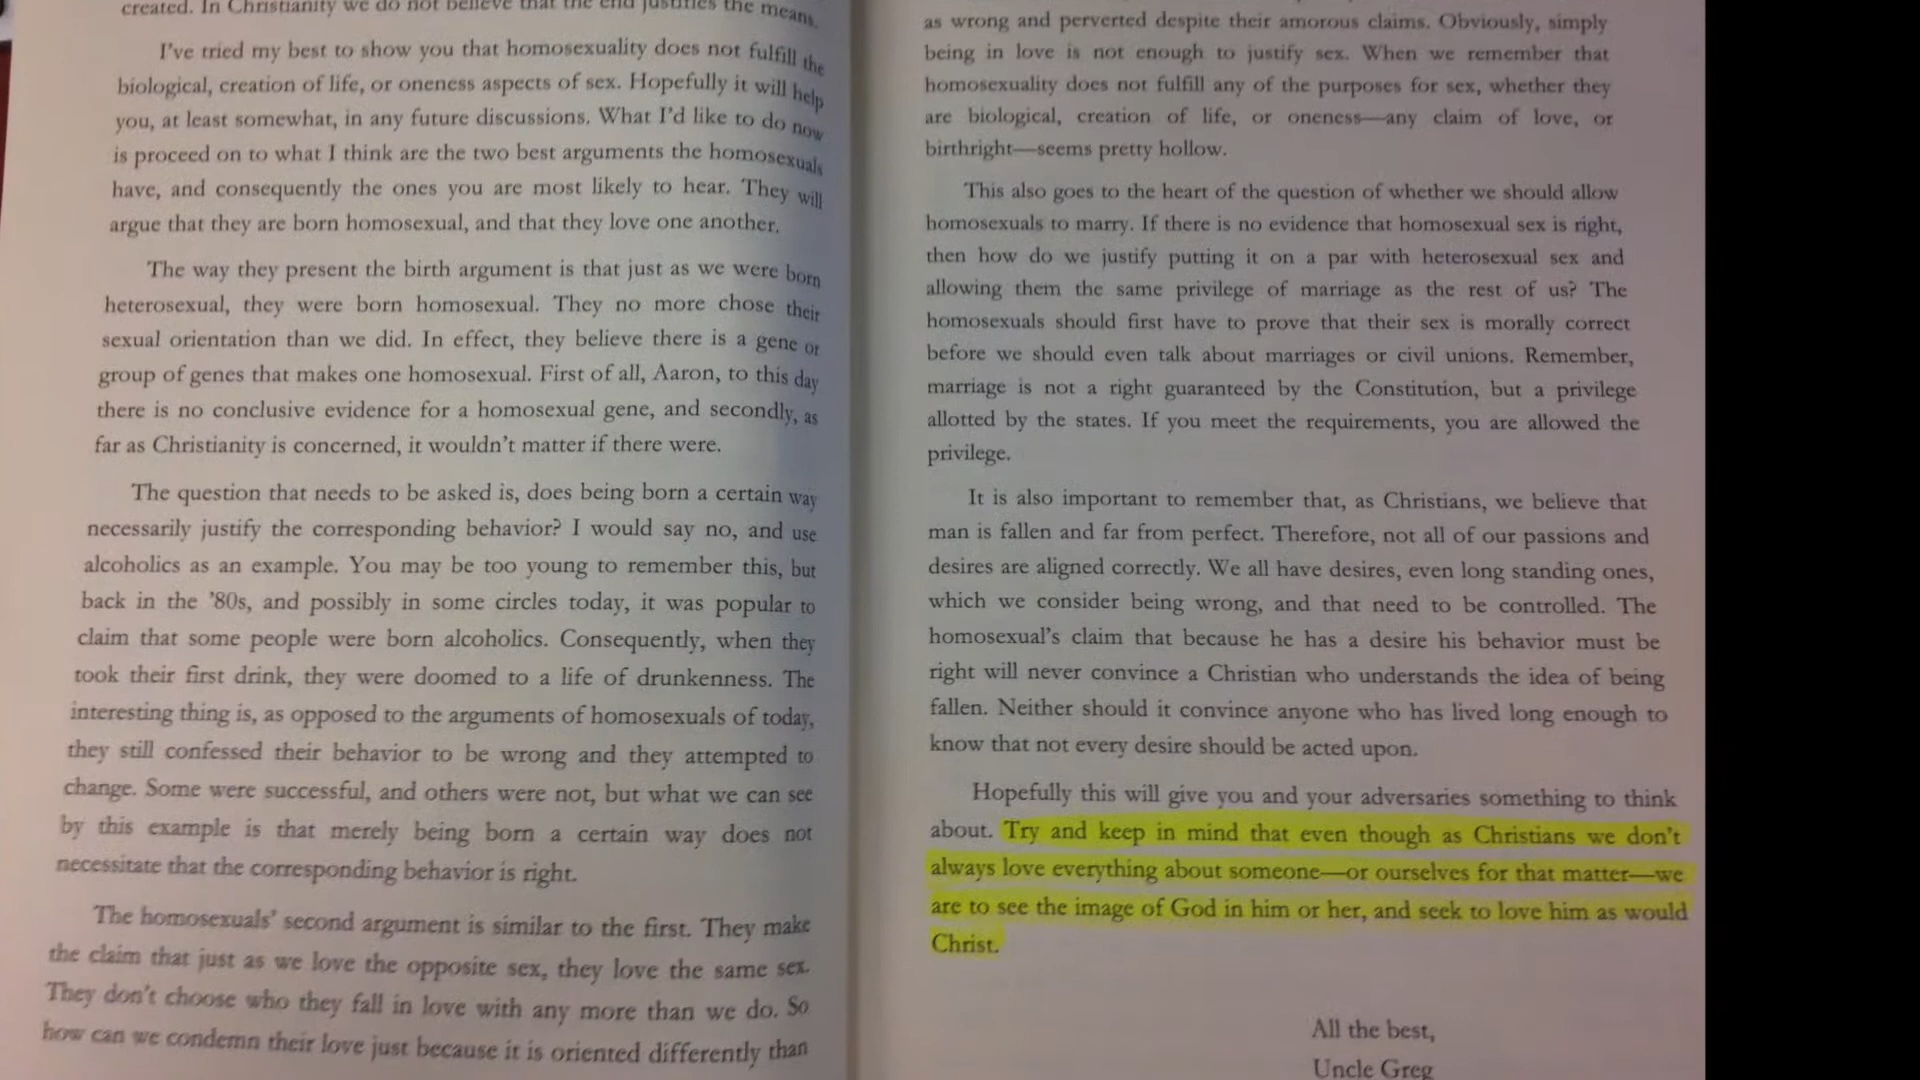 created. In Christianity we do not believe that the end justifies the means.
I've tried my best to show you that homosexuality does not fulfill the
biological, creation of life, or oneness aspects of sex. Hopefully it will help
you, at least somewhat, in any future discussions. What I'd like to do now
is proceed on to what I think are the two best arguments the homosexuals
have, and consequently the ones you are most likely to hear. They will
argue that they are born homosexual, and that they love one another.
The way they present the birth argument is that just as we were born
heterosexual, they were born homosexual. They no more chose their
sexual orientation than we did. In effect, they believe there is a gene or
group of genes that makes one homosexual. First of all, Aaron, to this day
there is no conclusive evidence for a homosexual gene, and secondly, as
far as Christianity is concerned, it wouldn't matter if there were.
The question that needs to be asked is, does being born a certain way
necessarily justify the corresponding behavior? I would say no, and use
alcoholics as an example. You may be too young to remember this, but
back in the '80s, and possibly in some circles today, it was popular to
claim that some people were born alcoholics. Consequently, when they
took their first drink, they were doomed to a life of drunkenness. The
interesting thing is, as opposed to the arguments of homosexuals of today,
they still confessed their behavior to be wrong and they attempted to
change. Some were successful, and others were not, but what we can see
by this example is that merely being born a certain way does not
necessitate that the corresponding behavior is right.
The homosexuals' second argument is similar to the first. They make
the claim that just as we love the opposite sex, they love the same sex.
They don't choose who they fall in love with any more than we do. So
how can we condemn their love just because it is oriented differently than
as wrong and perverted despite their amorous claims. Obviously, simply
being in love is not enough to justify sex. When we remember that
homosexuality does not fulfill any of the purposes for sex, whether they
are biological, creation of life, or oneness—any claim of love, or
birthright—seems pretty hollow.
This also goes to the heart of the question of whether we should allow
homosexuals to marry. If there is no evidence that homosexual sex is right,
then how do we justify putting it on a par with heterosexual sex and
allowing them the same privilege of marriage as the rest of us? The
homosexuals should first have to prove that their sex is morally correct
before we should even talk about marriages or civil unions. Remember,
marriage is not a right guaranteed by the Constitution, but a privilege
allotted by the states. If you meet the requirements, you are allowed the
privilege.
It is also important to remember that, as Christians, we believe that
man is fallen and far from perfect. Therefore, not all of our passions and
desires are aligned correctly. We all have desires, even long standing ones,
which we consider being wrong, and that need to be controlled. The
homosexual's claim that because he has a desire his behavior must be
right will never convince a Christian who understands the idea of being
fallen. Neither should it convince anyone who has lived long enough to
know that not every desire should be acted upon.
Hopefully this will give you and your adversaries something to think
about. Try and keep in mind that even though as Christians we don't
always love everything about someone—or ourselves for that matter—we
are to see the image of God in him or her, and seek to love him as would
Christ.
All the best,
Uncle Greg